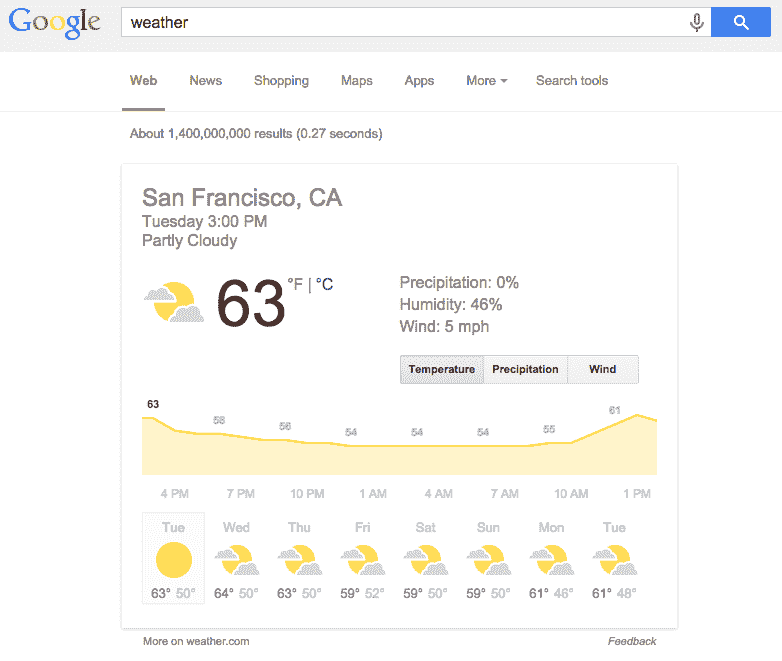 Google weather
Web News Shopping Maps Apps More Search tools
About 1,400,000,000 results (0.27 seconds)
San Francisco, CA
Tuesday 3:00 PM
Partly Cloudy
63 °F | °C
Precipitation: 0%
Humidity: 46%
Wind: 5 mph
Temperature Precipitation Wind
63 58 56 54 54 54 55 61
4 PM 7 PM 10 PM 1 AM 4 AM 7 AM 10 AM 1 PM
Tue Wed Thu Fri Sat Sun Mon Tue
63° 50° 64° 50° 63° 50° 59° 52° 59° 50° 59° 50° 61° 46° 61° 48°
More on weather.com Feedback